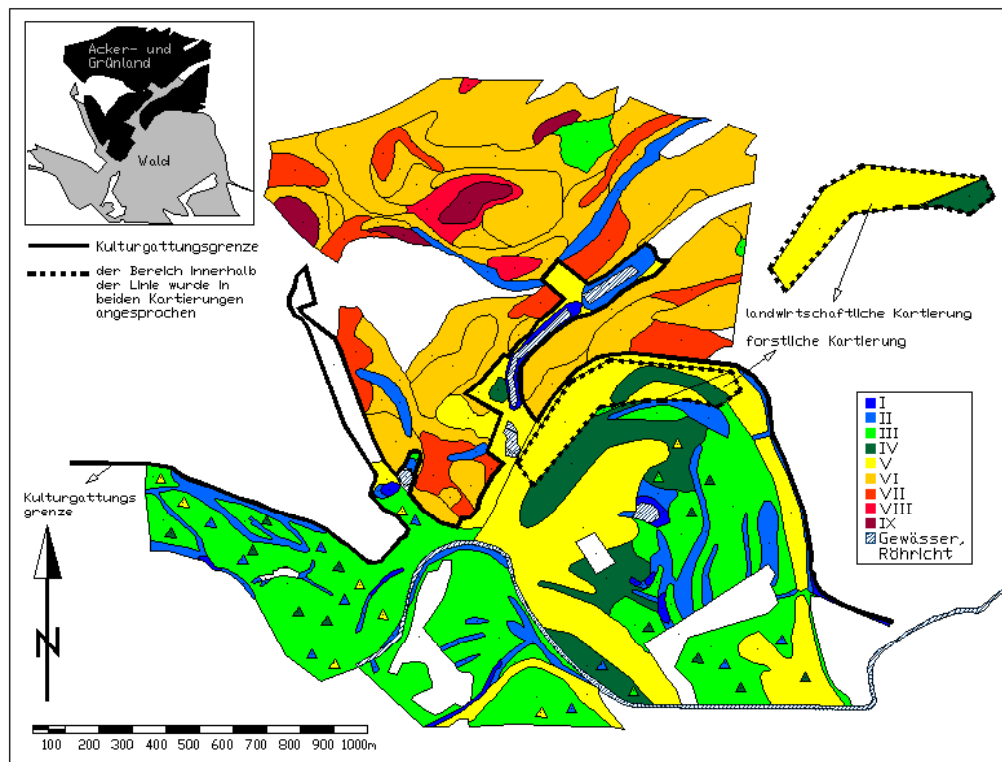 Acker- und
Grünland
Wald
Kulturgattungsgrenze
der Bereich innerhalb
der Linie wurde in
beiden Kartierungen
angesprochen
landwirtschaftliche Kartierung
forstliche Kartierung
I
II
III
IV
V
VI
VII
VIII
IX
Gewässer,
Röhricht
Kulturgattungs
grenze
N
100 200 300 400 500 600 700 800 900 1000m